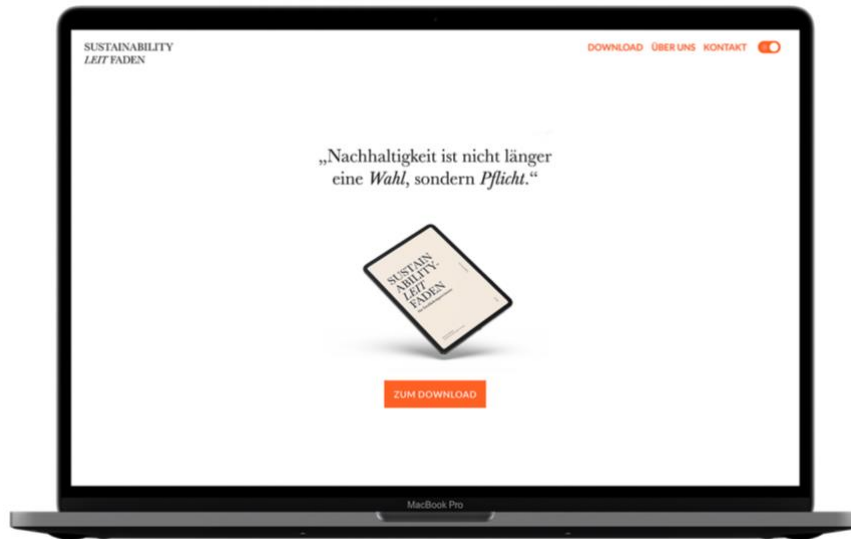 SUSTAINABILITY
LEIT FADEN
DOWNLOAD ÜBER UNS KONTAKT
„Nachhaltigkeit ist nicht länger
eine Wahl, sondern Pflicht.“
SUSTAIN
ABILITY-
LEIT
FADEN
ZUM DOWNLOAD
MacBook Pro